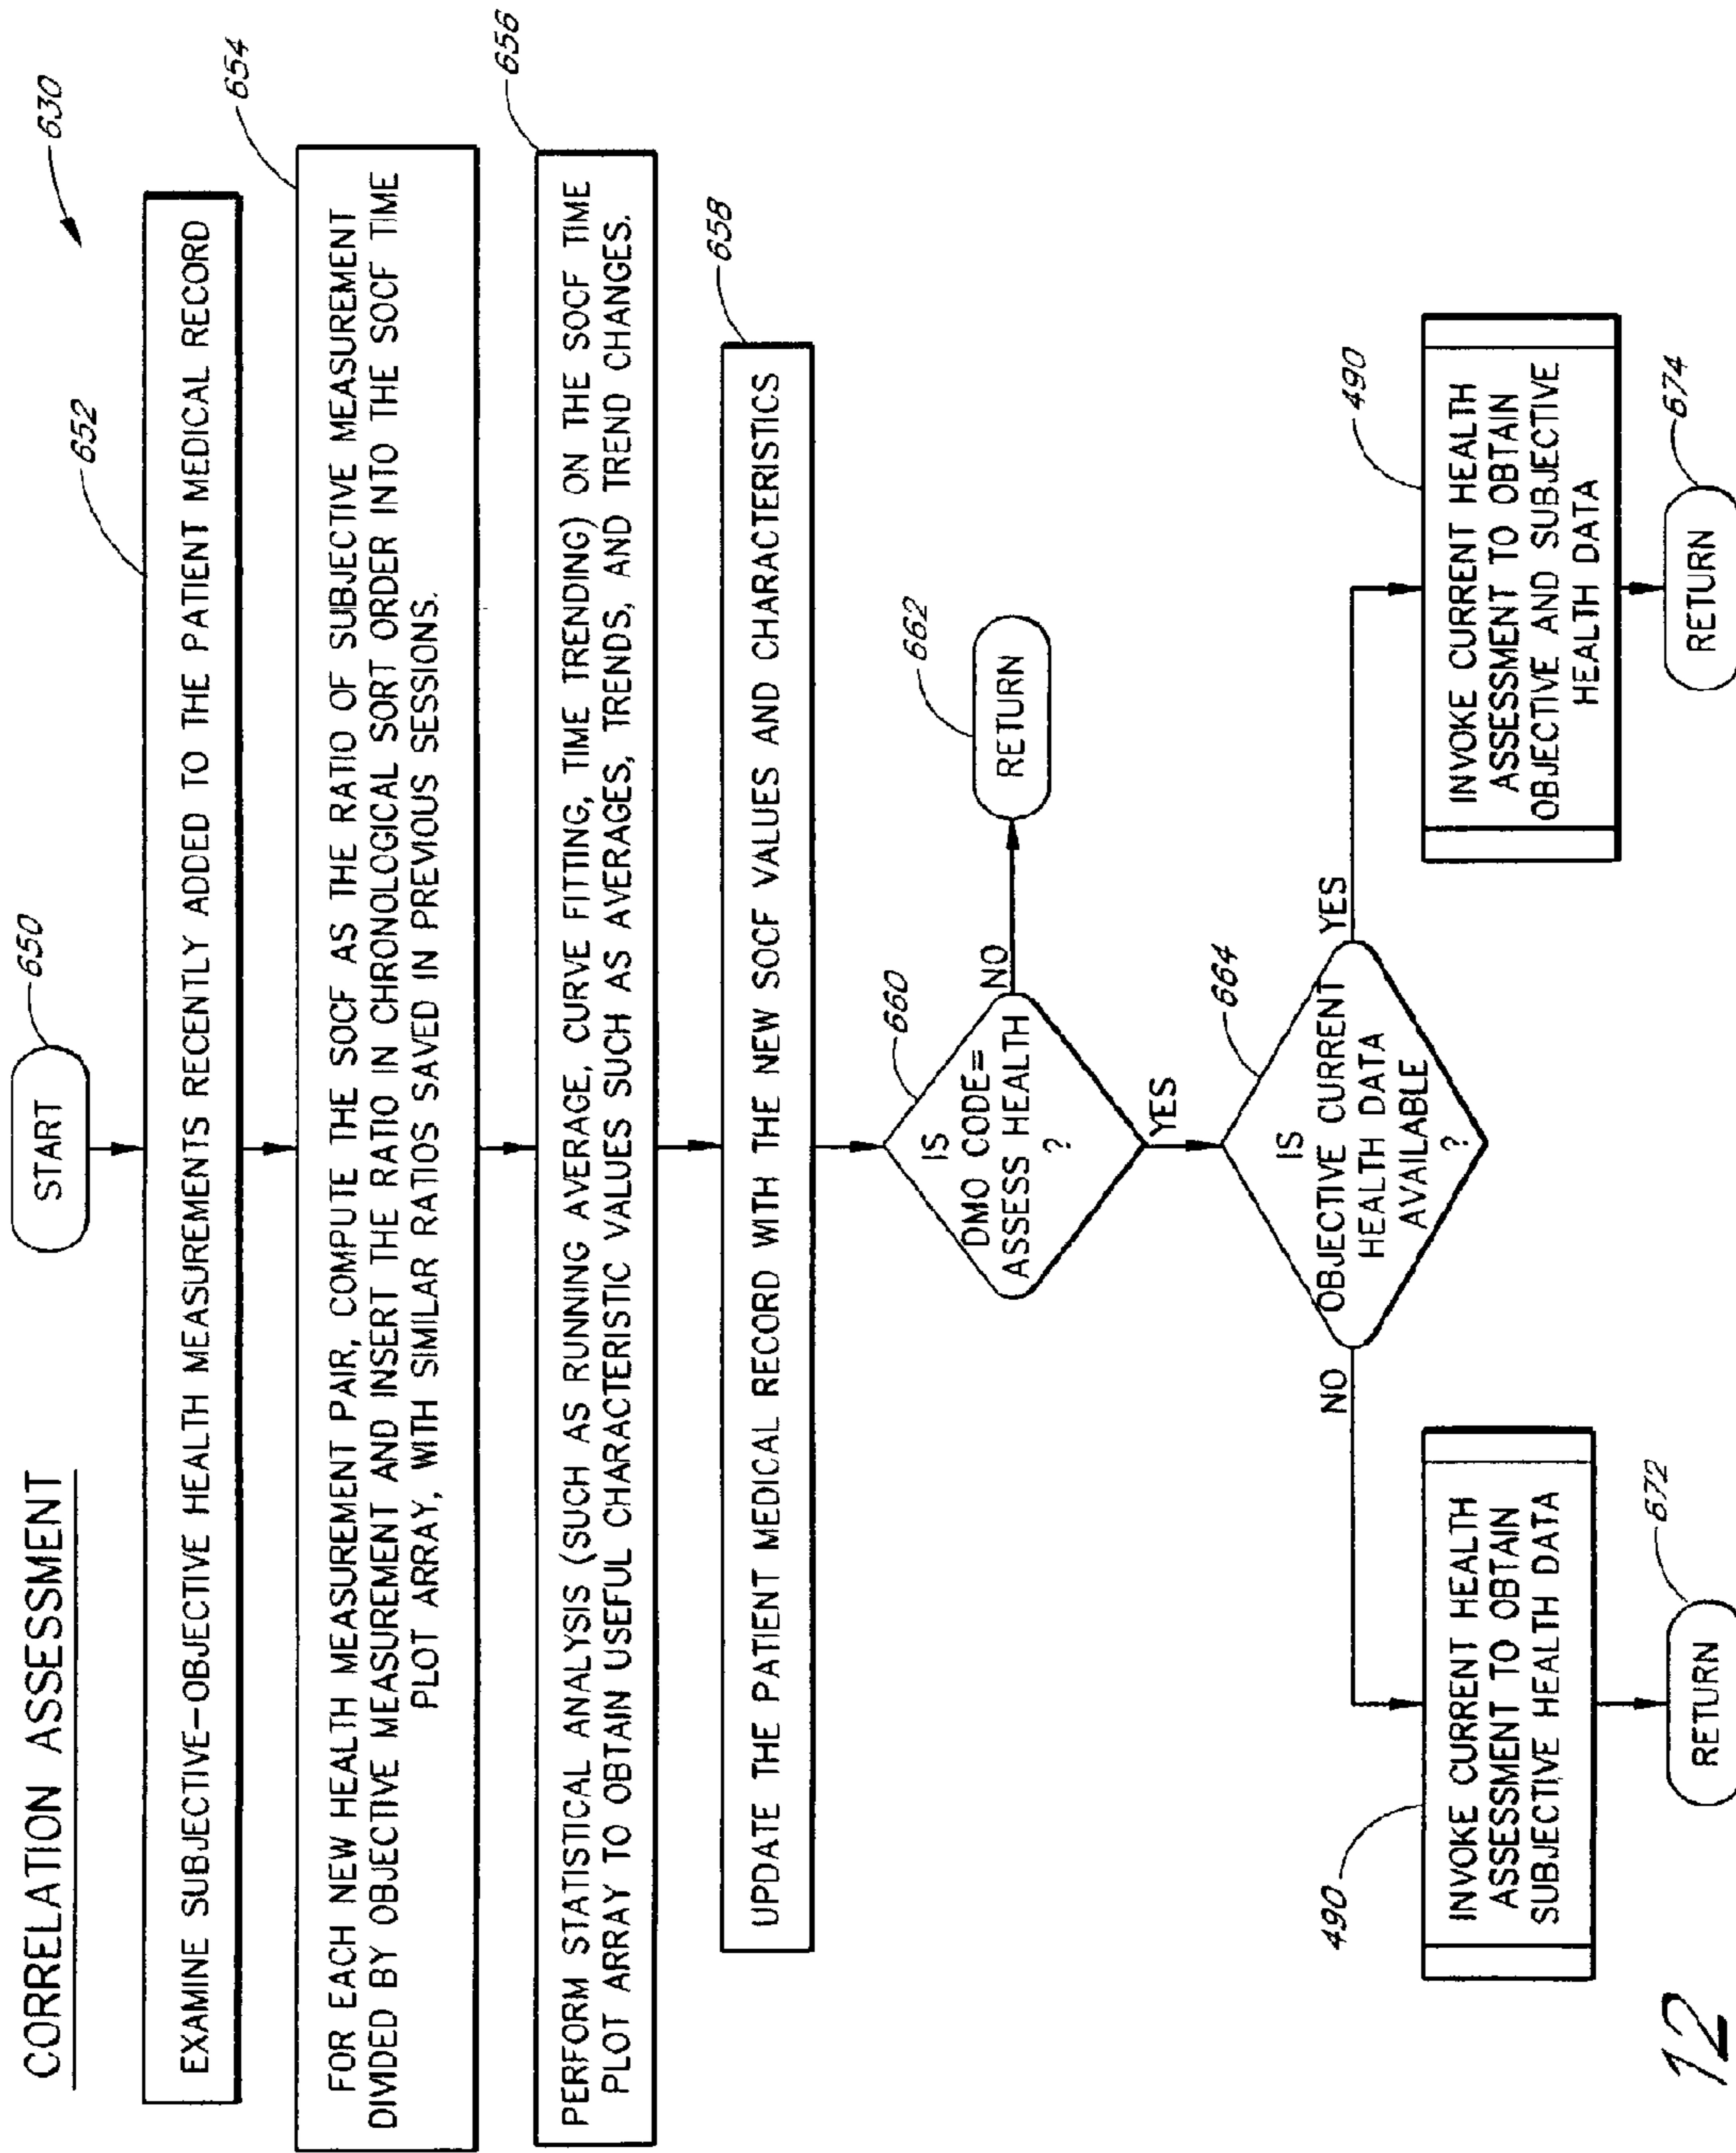 CORRELATION ASSESSMENT
START
650
630
652
EXAMINE SUBJECTIVE-OBJECTIVE HEALTH MEASUREMENTS RECENTLY ADDED TO THE PATIENT MEDICAL RECORD
654
FOR EACH NEW HEALTH MEASUREMENT PAIR, COMPUTE THE SOCF AS THE RATIO OF SUBJECTIVE MEASUREMENT
DIVIDED BY OBJECTIVE MEASUREMENT AND INSERT THE RATIO IN CHRONOLOGICAL SORT ORDER INTO THE SOCF TIME
PLOT ARRAY, WITH SIMILAR RATIOS SAVED IN PREVIOUS SESSIONS.
656
PERFORM STATISTICAL ANALYSIS (SUCH AS RUNNING AVERAGE, CURVE FITTING, TIME TRENDING) ON THE SOCF TIME
PLOT ARRAY TO OBTAIN USEFUL CHARACTERISTIC VALUES SUCH AS AVERAGES, TRENDS, AND TREND CHANGES.
658
UPDATE THE PATIENT MEDICAL RECORD WITH THE NEW SOCF VALUES AND CHARACTERISTICS
660
IS
DMO CODE=
ASSESS HEALTH
?
NO
662
RETURN
YES
664
IS
OBJECTIVE CURRENT
HEALTH DATA
AVAILABLE
?
NO
YES
490
INVOKE CURRENT HEALTH
ASSESSMENT TO OBTAIN
SUBJECTIVE HEALTH DATA
672
RETURN
490
INVOKE CURRENT HEALTH
ASSESSMENT TO OBTAIN
OBJECTIVE AND SUBJECTIVE
HEALTH DATA
674
RETURN
12